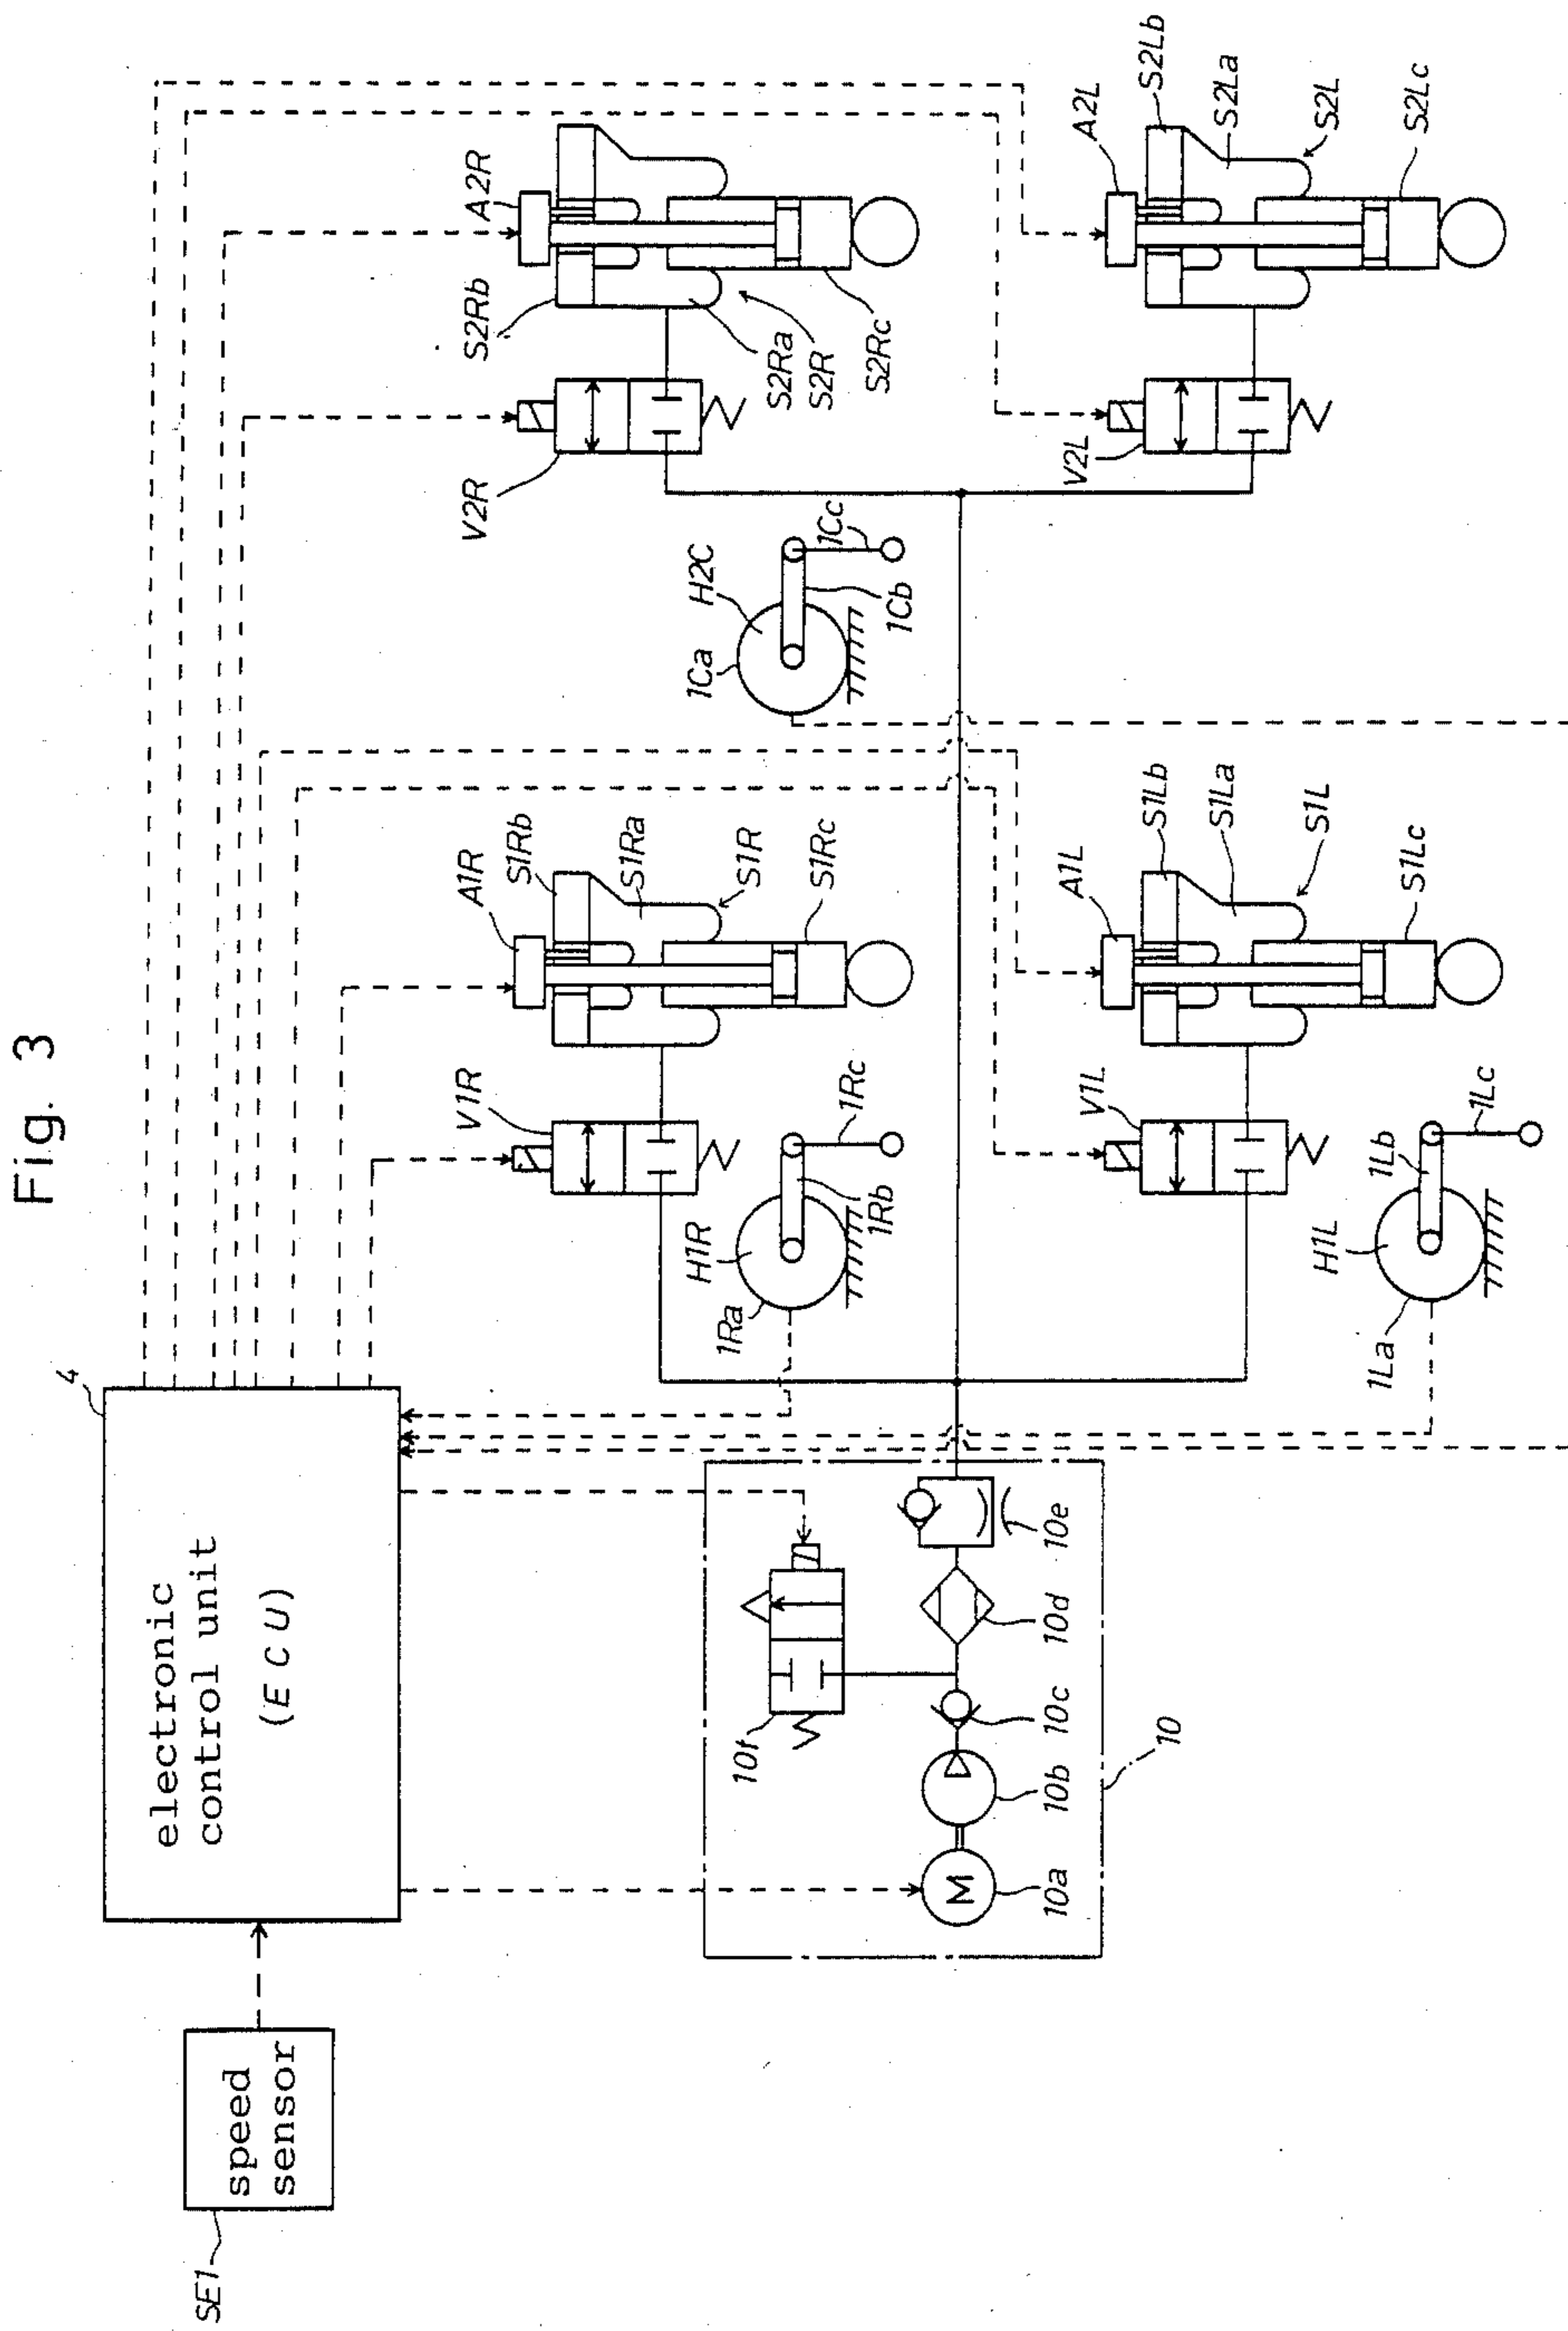 Fig. 3
electronic
control unit
(ECU)
4
speed
sensor
SE1
10
10a
10b
10c
10d
10e
10f
M
V1R
A1R
S1Rb
S1Ra
S1R
S1Rc
H1R
1Ra
1Rb
1Rc
V2R
S2Rb
A2R
S2Ra
S2R
S2Rc
H2C
1Ca
1Cb
1Cc
V1L
A1L
S1Lb
S1La
S1L
S1Lc
H1L
1La
1Lb
1Lc
V2L
A2L
S2Lb
S2La
S2L
S2Lc